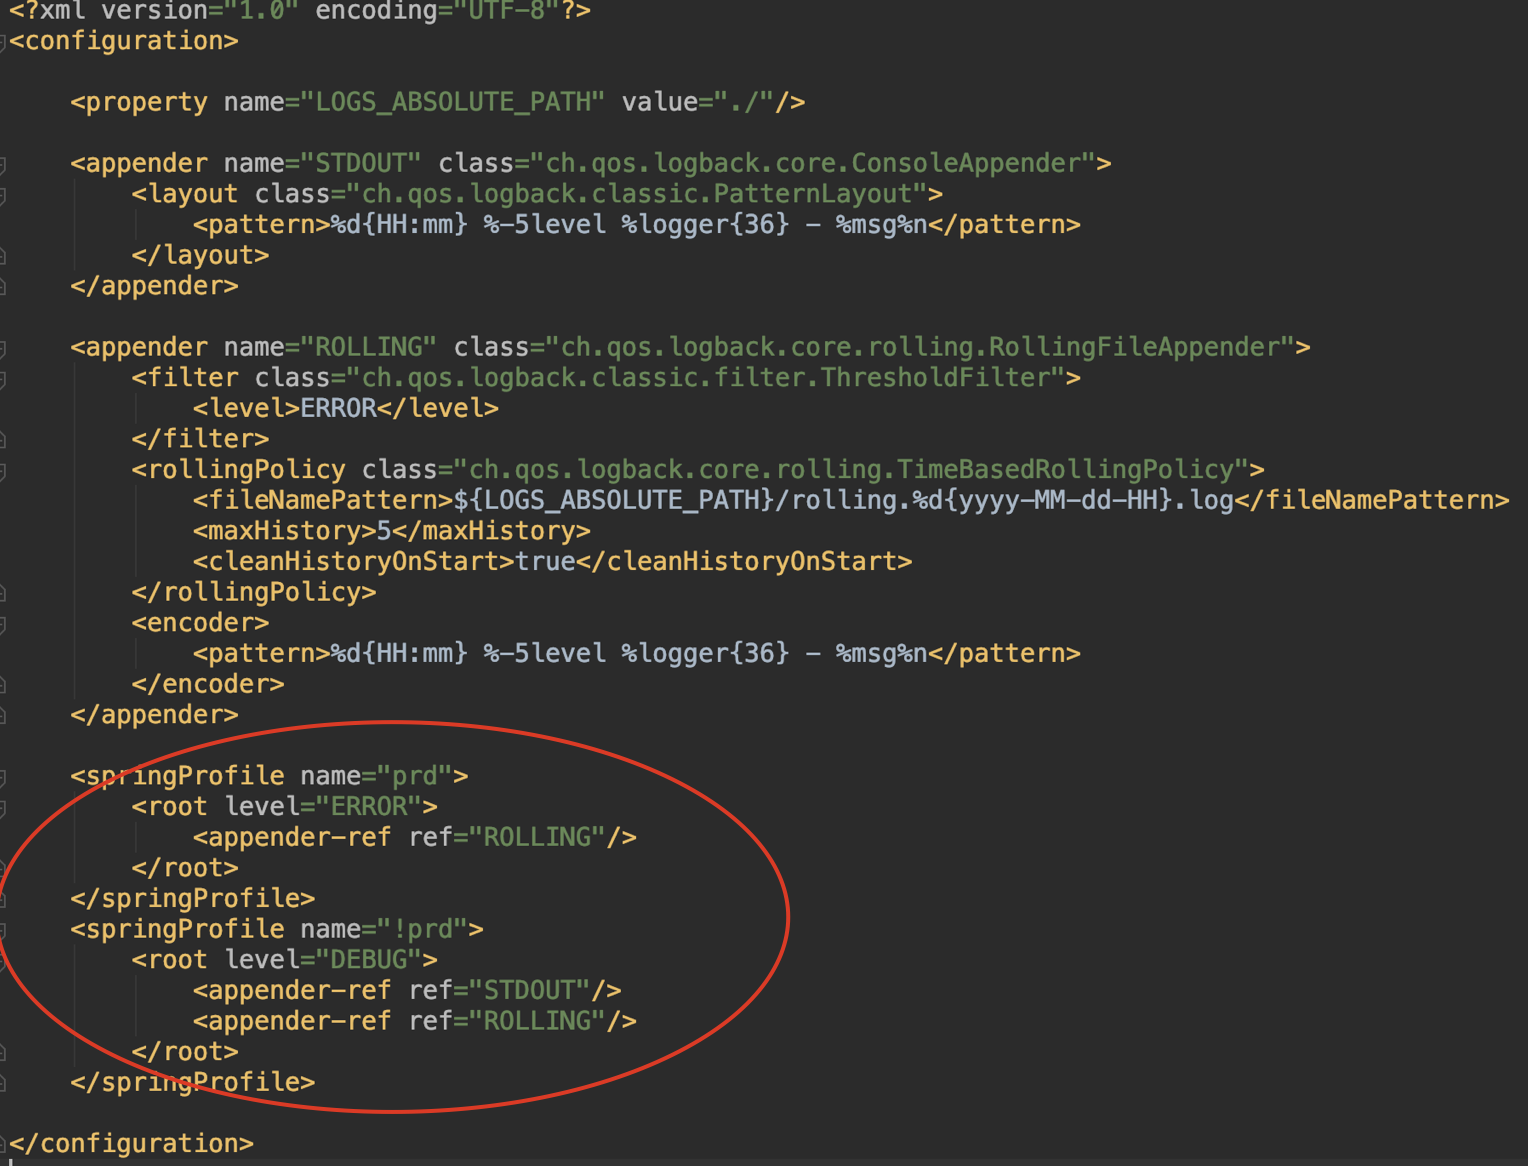 <?xml version="1.0" encoding="UTF-8"?>
<configuration>
<property name="LOGS_ABSOLUTE_PATH" value="./"/>
<appender name="STDOUT" class="ch.qos.logback.core.ConsoleAppender">
<layout class="ch.qos.logback.classic.PatternLayout">
<pattern>%d{HH:mm} %-5level %logger{36} - %msg%n</pattern>
</layout>
</appender>
<appender name="ROLLING" class="ch.qos.logback.core.rolling.RollingFileAppender">
<filter class="ch.qos.logback.classic.filter.ThresholdFilter">
<level>ERROR</level>
</filter>
<rollingPolicy class="ch.qos.logback.core.rolling.TimeBasedRollingPolicy">
<fileNamePattern>${LOGS_ABSOLUTE_PATH}/rolling.%d{yyyy-MM-dd-HH}.log</fileNamePattern>
<maxHistory>5</maxHistory>
<cleanHistoryOnStart>true</cleanHistoryOnStart>
</rollingPolicy>
<encoder>
<pattern>%d{HH:mm} %-5level %logger{36} - %msg%n</pattern>
</encoder>
</appender>
<springProfile name="prd">
<root level="ERROR">
<appender-ref ref="ROLLING"/>
</root>
</springProfile>
<springProfile name="!prd">
<root level="DEBUG">
<appender-ref ref="STDOUT"/>
<appender-ref ref="ROLLING"/>
</root>
</springProfile>
</configuration>